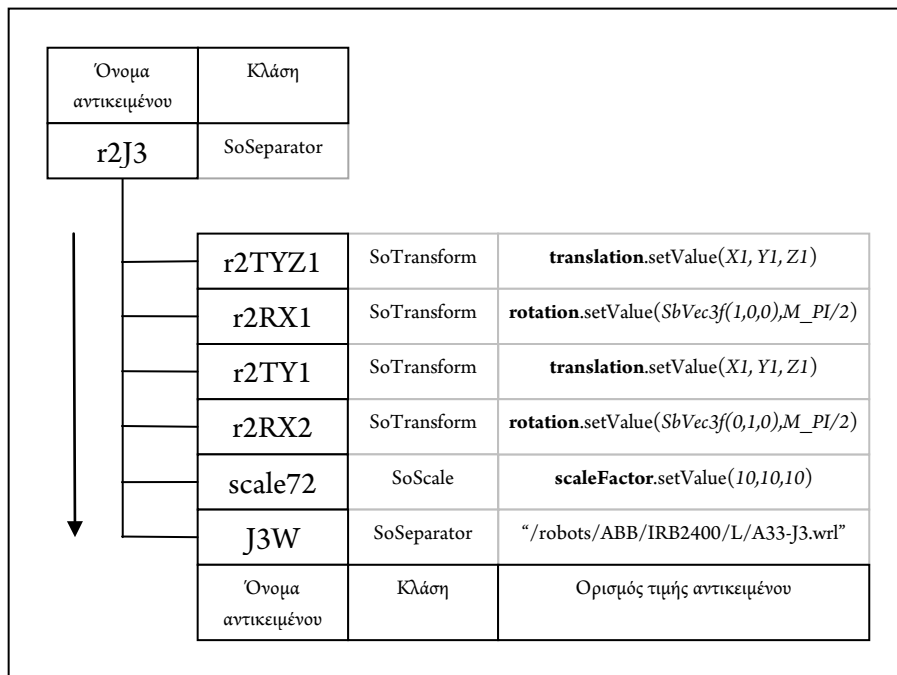 Όνομα αντικειμένου
Κλάση
r2J3
SoSeparator
r2TYZ1 SoTransform translation.setValue(X1, Y1, Z1)
r2RX1 SoTransform rotation.setValue(SbVec3f(1,0,0),M_PI/2)
r2TY1 SoTransform translation.setValue(X1, Y1, Z1)
r2RX2 SoTransform rotation.setValue(SbVec3f(0,1,0),M_PI/2)
scale72 SoScale scaleFactor.setValue(10,10,10)
J3W SoSeparator “/robots/ABB/IRB2400/L/A33-J3.wrl”
Όνομα αντικειμένου
Κλάση
Ορισμός τιμής αντικειμένου